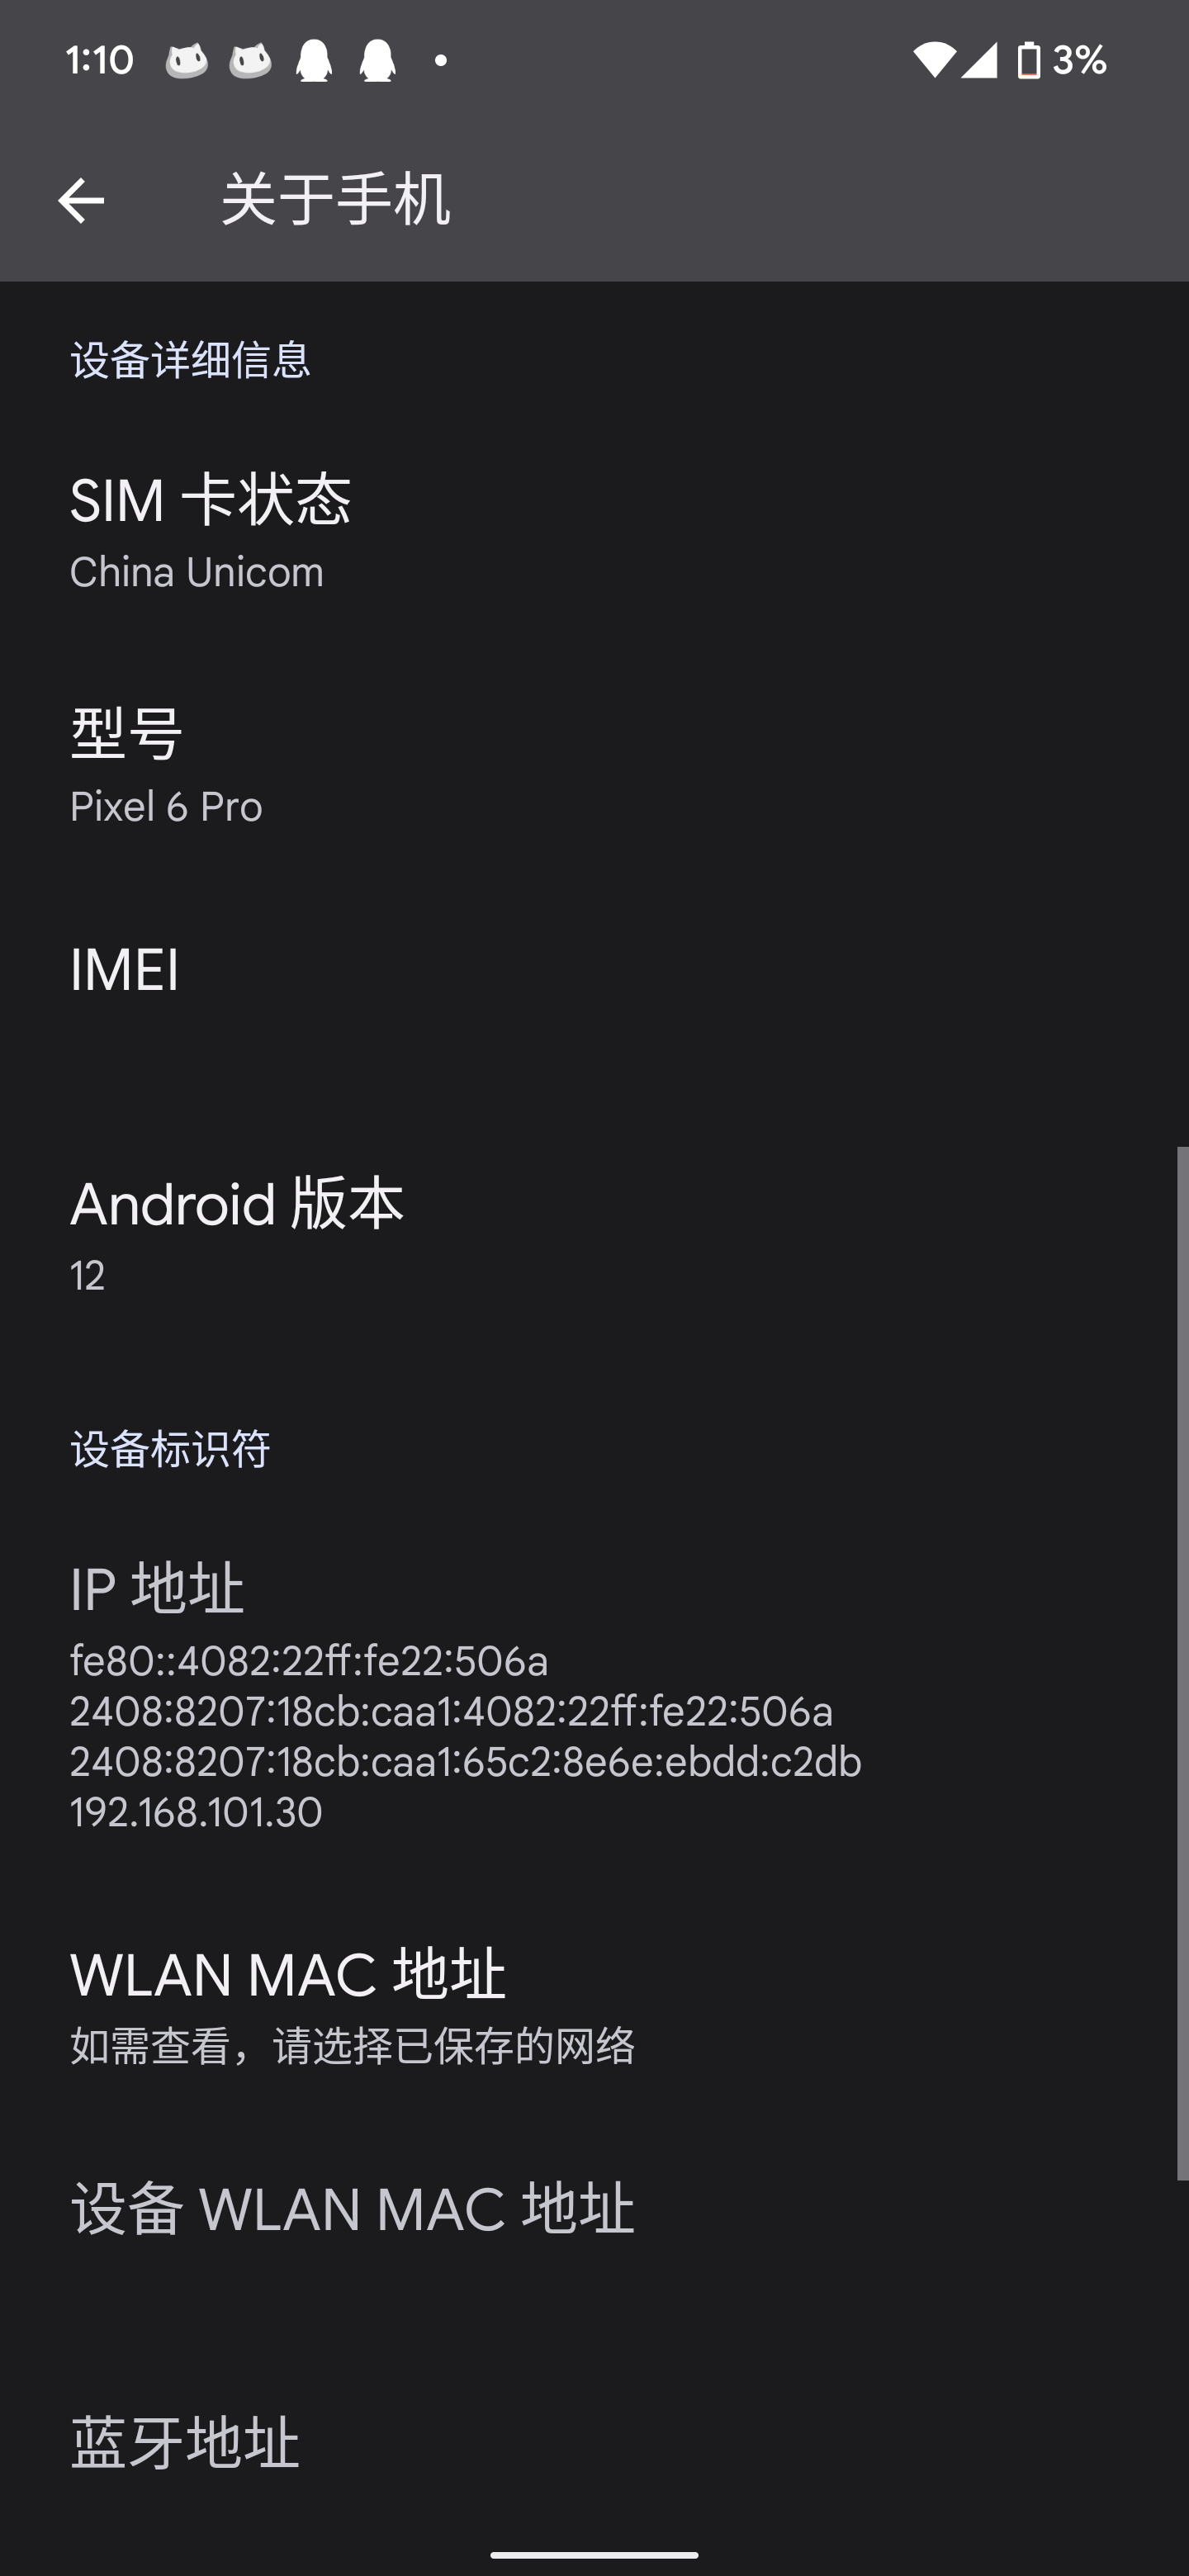 1:10
3%
关于手机
设备详细信息
SIM 卡状态
China Unicom
型号
Pixel 6 Pro
IMEI
Android 版本
12
设备标识符
IP 地址
fe80::4082:22ff:fe22:506a
2408:8207:18cb:caa1:4082:22ff:fe22:506a
2408:8207:18cb:caa1:65c2:8e6e:ebdd:c2db
192.168.101.30
WLAN MAC 地址
如需查看，请选择已保存的网络
设备 WLAN MAC 地址
蓝牙地址